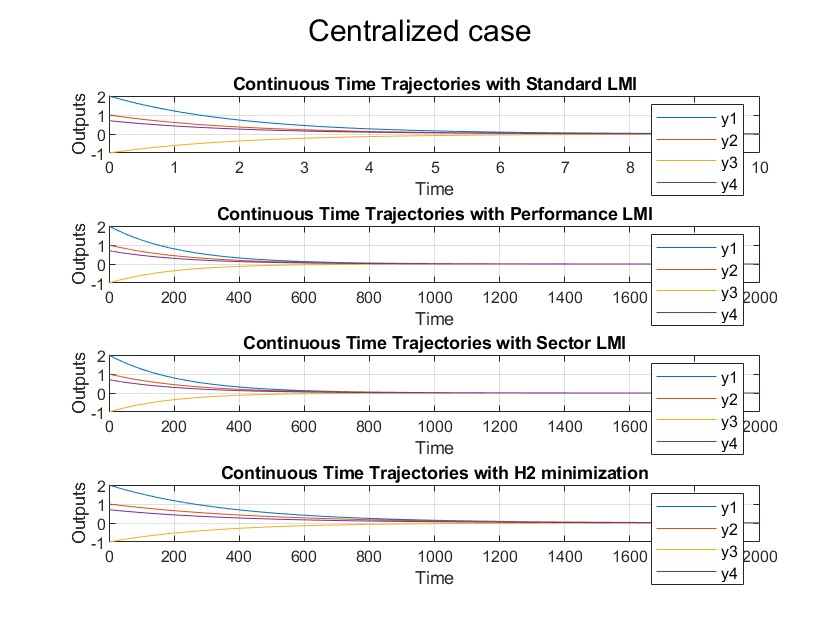 Centralized case
Continuous Time Trajectories with Standard LMI
Outputs
2
1
0
-1
y1
y2
y3
y4
0 1 2 3 4 5 6 7 8 10
Time
Continuous Time Trajectories with Performance LMI
Outputs
2
1
0
-1
y1
y2
y3
y4
0 200 400 600 800 1000 1200 1400 1600 2000
Time
Continuous Time Trajectories with Sector LMI
Outputs
2
1
0
-1
y1
y2
y3
y4
0 200 400 600 800 1000 1200 1400 1600 2000
Time
Continuous Time Trajectories with H2 minimization
Outputs
2
1
0
-1
y1
y2
y3
y4
0 200 400 600 800 1000 1200 1400 1600 2000
Time